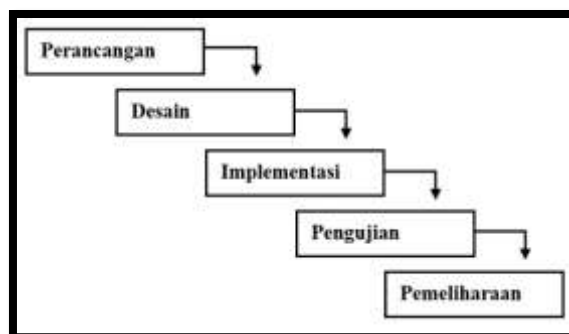 Perancangan
Desain
Implementasi
Pengujian
Pemeliharaan